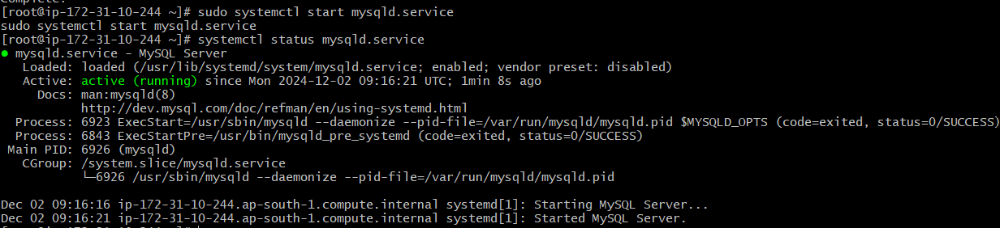 [root@ip-172-31-10-244 ~]# sudo systemctl start mysqld.service
sudo systemctl start mysqld.service
[root@ip-172-31-10-244 ~]# systemctl status mysqld.service
● mysqld.service - MySQL Server
   Loaded: loaded (/usr/lib/systemd/system/mysqld.service; enabled; vendor preset: disabled)
   Active: active (running) since Mon 2024-12-02 09:16:21 UTC; 1min 8s ago
     Docs: man:mysqld(8)
           http://dev.mysql.com/doc/refman/en/using-systemd.html
  Process: 6923 ExecStart=/usr/sbin/mysqld --daemonize --pid-file=/var/run/mysqld/mysqld.pid $MYSQLD_OPTS (code=exited, status=0/SUCCESS)
  Process: 6843 ExecStartPre=/usr/bin/mysqld_pre_systemd (code=exited, status=0/SUCCESS)
 Main PID: 6926 (mysqld)
   CGroup: /system.slice/mysqld.service
           └─6926 /usr/sbin/mysqld --daemonize --pid-file=/var/run/mysqld/mysqld.pid
Dec 02 09:16:16 ip-172-31-10-244.ap-south-1.compute.internal systemd[1]: Starting MySQL Server...
Dec 02 09:16:21 ip-172-31-10-244.ap-south-1.compute.internal systemd[1]: Started MySQL Server.